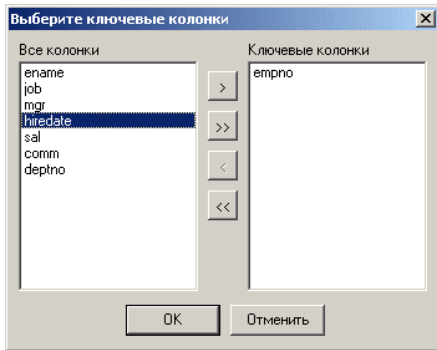 Выберите ключевые колонки
Все колонки
Ключевые колонки
ename
job
mgr
hiredate
sal
comm
deptno
>
>>
<
<<
empno
OK
Отменить